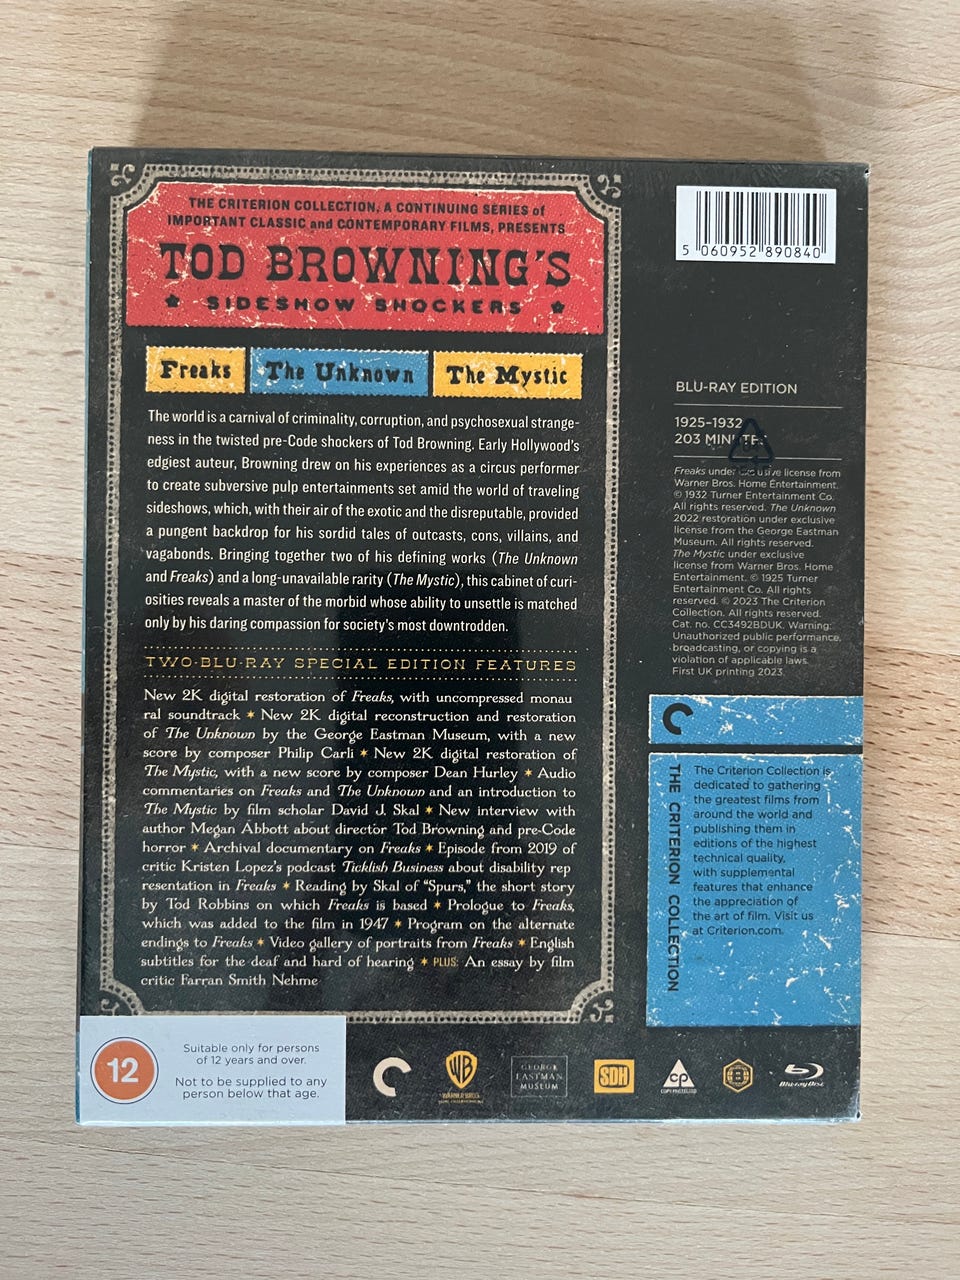 THE CRITERION COLLECTION, A CONTINUING SERIES of
IMPORTANT CLASSIC and CONTEMPORARY FILMS, PRESENTS
TOD BROWNING'S
SIDESHOW SHOCKERS
Freaks
The Unknown
The Mystic
The world is a carnival of criminality, corruption, and psychosexual strange-
ness in the twisted pre-Code shockers of Tod Browning. Early Hollywood's
edgiest auteur, Browning drew on his experiences as a circus performer
to create subversive pulp entertainments set amid the world of traveling
sideshows, which, with their air of the exotic and the disreputable, provided
a pungent backdrop for his sordid tales of outcasts, cons, villains, and
vagabonds. Bringing together two of his defining works (The Unknown
and Freaks) and a long-unavailable rarity (The Mystic), this cabinet of curi-
osities reveals a master of the morbid whose ability to unsettle is matched
only by his daring compassion for society's most downtrodden.
TWO-BLU-RAY SPECIAL EDITION FEATURES
New 2K digital restoration of Freaks, with uncompressed monau
ral soundtrack ★ New 2K digital reconstruction and restoration
of The Unknown by the George Eastman Museum, with a new
score by composer Philip Carli ★ New 2K digital restoration of
The Mystic, with a new score by composer Dean Hurley ★ Audio
commentaries on Freaks and The Unknown and an introduction to
The Mystic by film scholar David J. Skal ★ New interview with
author Megan Abbott about director Tod Browning and pre-Code
horror ★ Archival documentary on Freaks ★ Episode from 2019 of
critic Kristen Lopez's podcast Ticklish Business about disability rep
resentation in Freaks ★ Reading by Skal of "Spurs," the short story
by Tod Robbins on which Freaks is based ★ Prologue to Freaks,
which was added to the film in 1947 ★ Program on the alternate
endings to Freaks ★ Video gallery of portraits from Freaks ★ English
subtitles for the deaf and hard of hearing ★ PLUS: An essay by film
critic Farran Smith Nehme
5 060952 890840
BLU-RAY EDITION
1925-1932
203 MINUTES
Freaks under exclusive license from
Warner Bros. Home Entertainment.
© 1932 Turner Entertainment Co.
All rights reserved. The Unknown
2022 restoration under exclusive
license from the George Eastman
Museum. All rights reserved.
The Mystic under exclusive
license from Warner Bros. Home
Entertainment. © 1925 Turner
Entertainment Co. All rights
reserved. © 2023 The Criterion
Collection. All rights reserved.
Cat. no. CC3492BDUK. Warning:
Unauthorized public performance,
broadcasting, or copying is a
violation of applicable laws.
First UK printing 2023.
THE CRITERION COLLECTION
The Criterion Collection is
dedicated to gathering
the greatest films from
around the world and
publishing them in
editions of the highest
technical quality,
with supplemental
features that enhance
the appreciation of
the art of film. Visit us
at Criterion.com.
12
Suitable only for persons
of 12 years and over.
Not to be supplied to any
person below that age.
WB
WARNER BROS.
HOME ENTERTAINMENT
GEORGE
EASTMAN
MUSEUM
SDH
CP
COPY PROTECTED
B
Blu-ray Disc